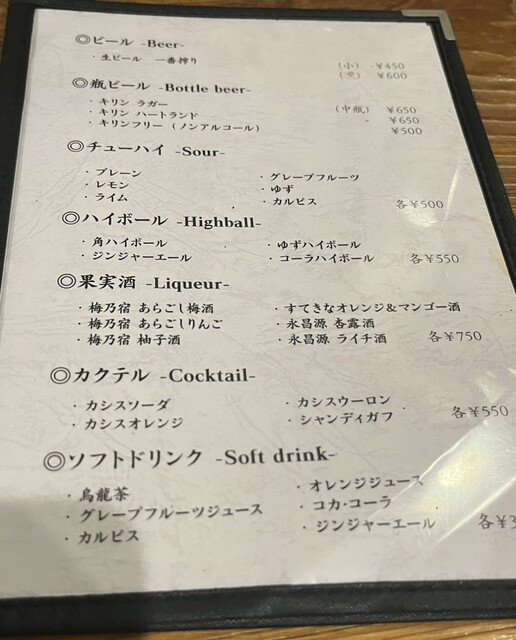 ◎ビール -Beer-
・生ビール 一番搾り (小) ¥450
¥600
◎瓶ビール -Bottle beer-
・キリン ラガー (中瓶) ¥650
・キリン ハートランド 〃 ¥650
・キリンフリー (ノンアルコール) ¥500
◎チューハイ -Sour-
・プレーン ・グレープフルーツ
・レモン ・ゆず
・ライム ・カルピス 各¥500
◎ハイボール -Highball-
・角ハイボール ・ゆずハイボール
・ジンジャーエール ・コーラハイボール 各¥550
◎果実酒 -Liqueur-
・梅乃宿 あらごし梅酒 ・すてきなオレンジ&マンゴー酒
・梅乃宿 あらごしりんご ・永昌源 杏露酒
・梅乃宿 柚子酒 ・永昌源 ライチ酒 各¥750
◎カクテル -Cocktail-
・カシスソーダ ・カシスウーロン
・カシスオレンジ ・シャンディガフ 各¥550
◎ソフトドリンク -Soft drink-
・烏龍茶 ・オレンジジュース
・グレープフルーツジュース ・コカ・コーラ
・カルピス ・ジンジャーエール 各¥3